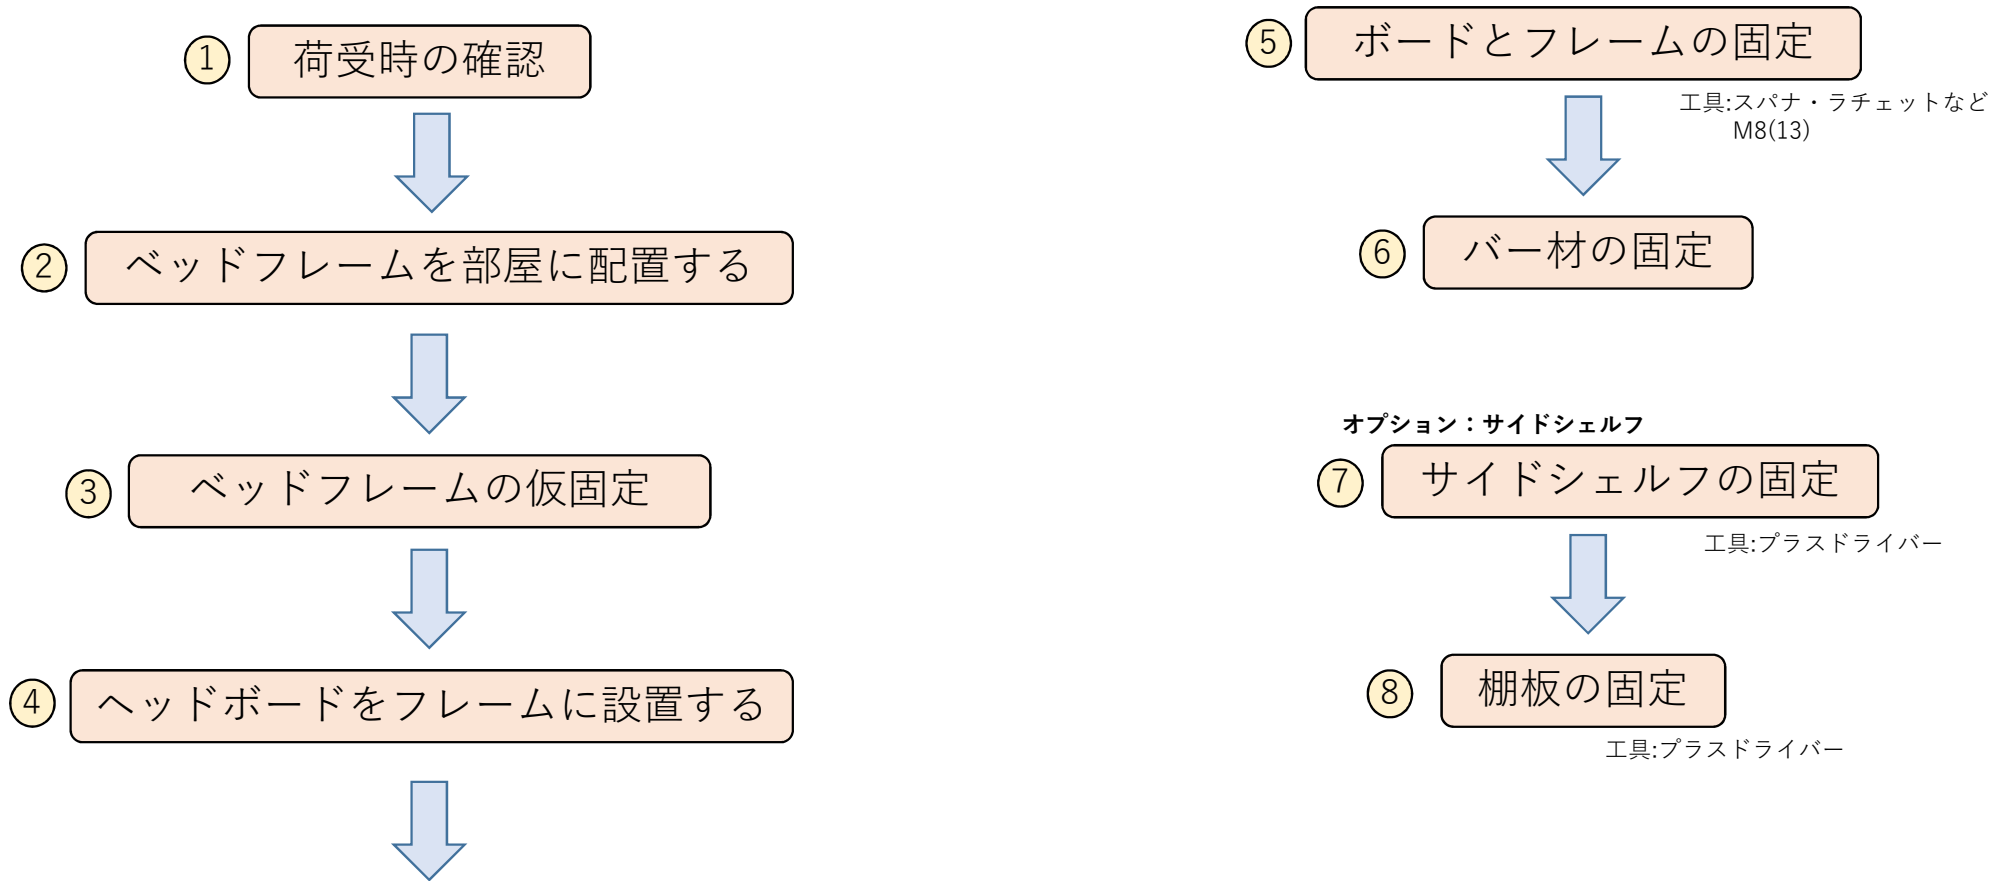 ① 荷受時の確認
② ベッドフレームを部屋に配置する
③ ベッドフレームの仮固定
④ ヘッドボードをフレームに設置する
⑤ ボードとフレームの固定
工具:スパナ・ラチェットなど
M8(13)
⑥ バー材の固定
オプション：サイドシェルフ
⑦ サイドシェルフの固定
工具:プラスドライバー
⑧ 棚板の固定
工具:プラスドライバー